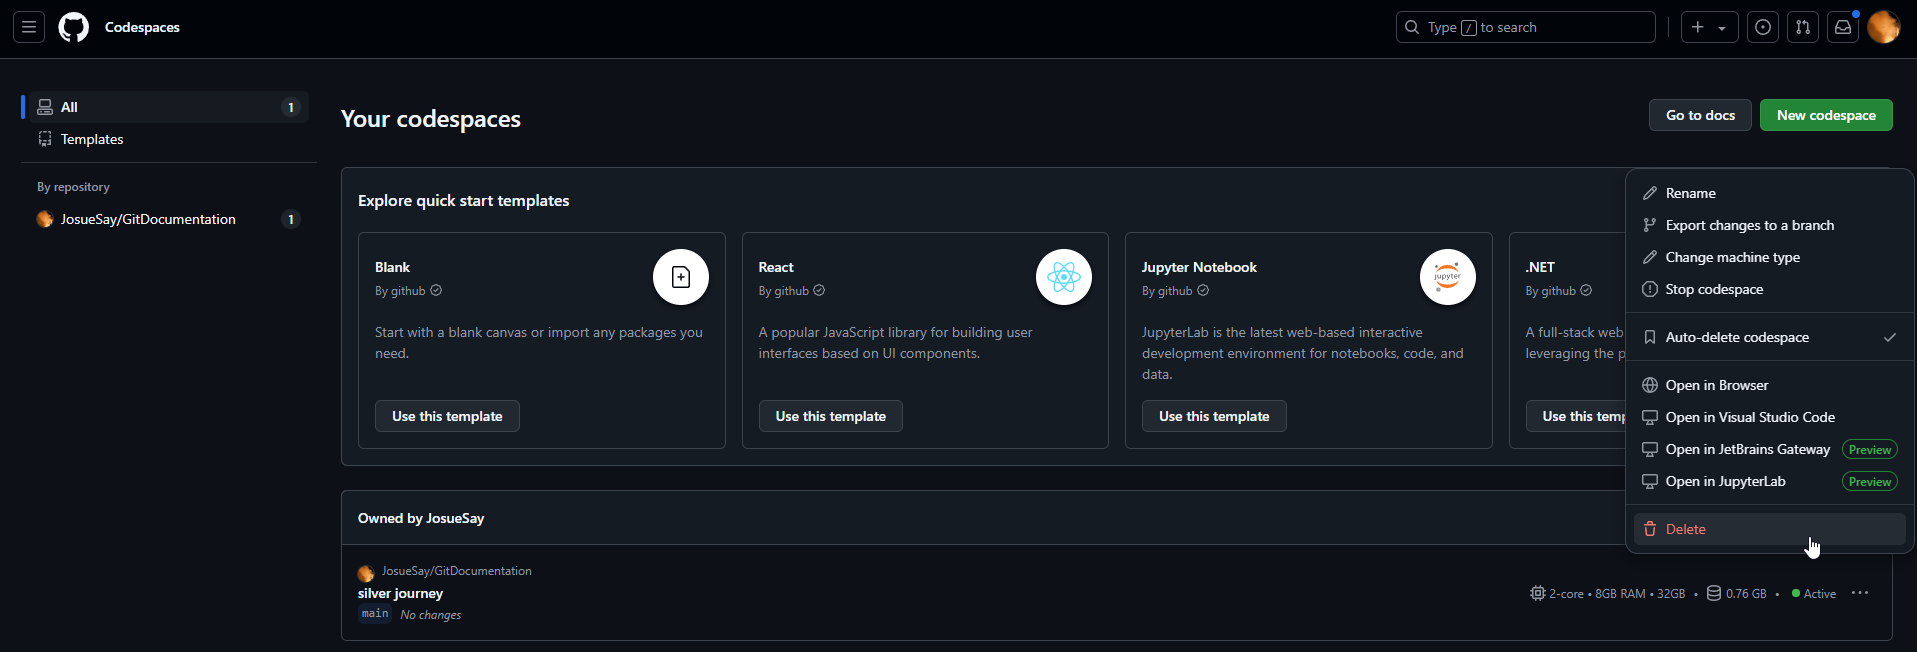 Codespaces
Type / to search
All 1
Templates
By repository
JosueSay/GitDocumentation 1
Your codespaces
Go to docs
New codespace
Explore quick start templates
Blank
By github
Start with a blank canvas or import any packages you
need.
Use this template
React
By github
A popular JavaScript library for building user
interfaces based on UI components.
Use this template
Jupyter Notebook
By github
jupyter
JupyterLab is the latest web-based interactive
development environment for notebooks, code, and
data.
Use this template
.NET
By github
A full-stack web
leveraging the
Use this
Rename
Export changes to a branch
Change machine type
Stop codespace
Auto-delete codespace
Open in Browser
Open in Visual Studio Code
Open in JetBrains Gateway Preview
Open in JupyterLab Preview
Delete
Owned by JosueSay
JosueSay/GitDocumentation
silver journey
main No changes
2-core • 8GB RAM • 32GB • 0.76 GB • Active